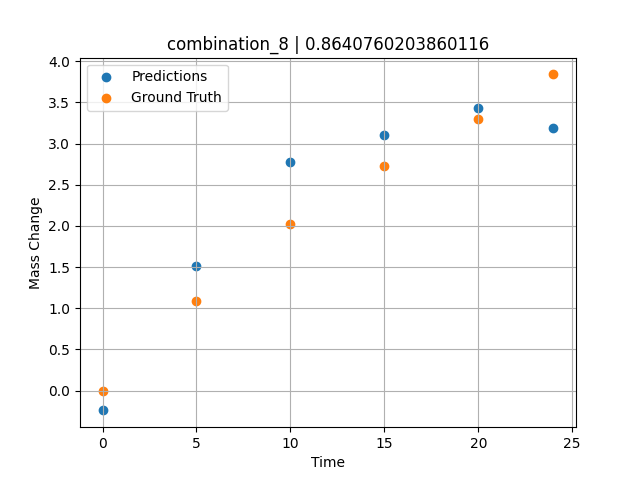 combination_8 | 0.8640760203860116
Predictions
Ground Truth
Mass Change
4.0
3.5
3.0
2.5
2.0
1.5
1.0
0.5
0.0
0 5 10 15 20 25
Time